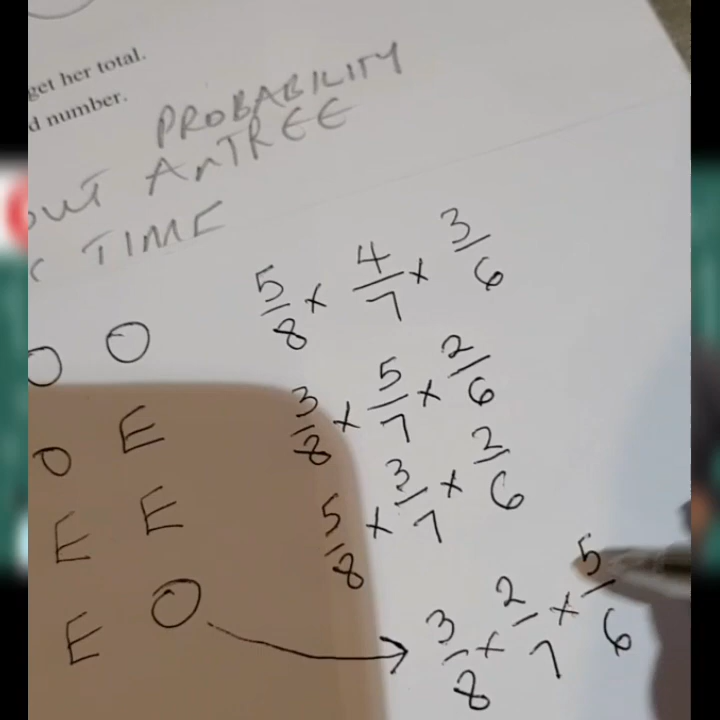 get her total.
d number.
PROBABILITY
OUT AnTREE
TIME
5/8 × 4/7 × 3/6
O O
3/8 × 5/7 × 2/6
O E
5/8 × 3/7 × 2/6
E E
E O
3/8 × 2/7 × 5/6